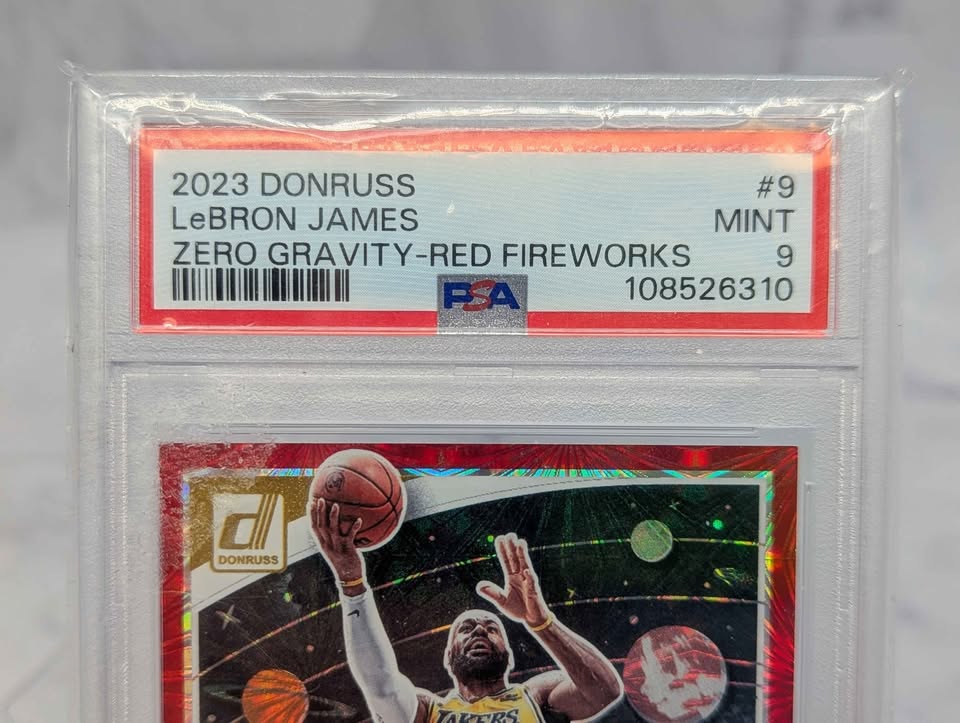 2023 DONRUSS #9
LeBRON JAMES MINT
ZERO GRAVITY-RED FIREWORKS 9
PSA 108526310
d
DONRUSS
LAKERS